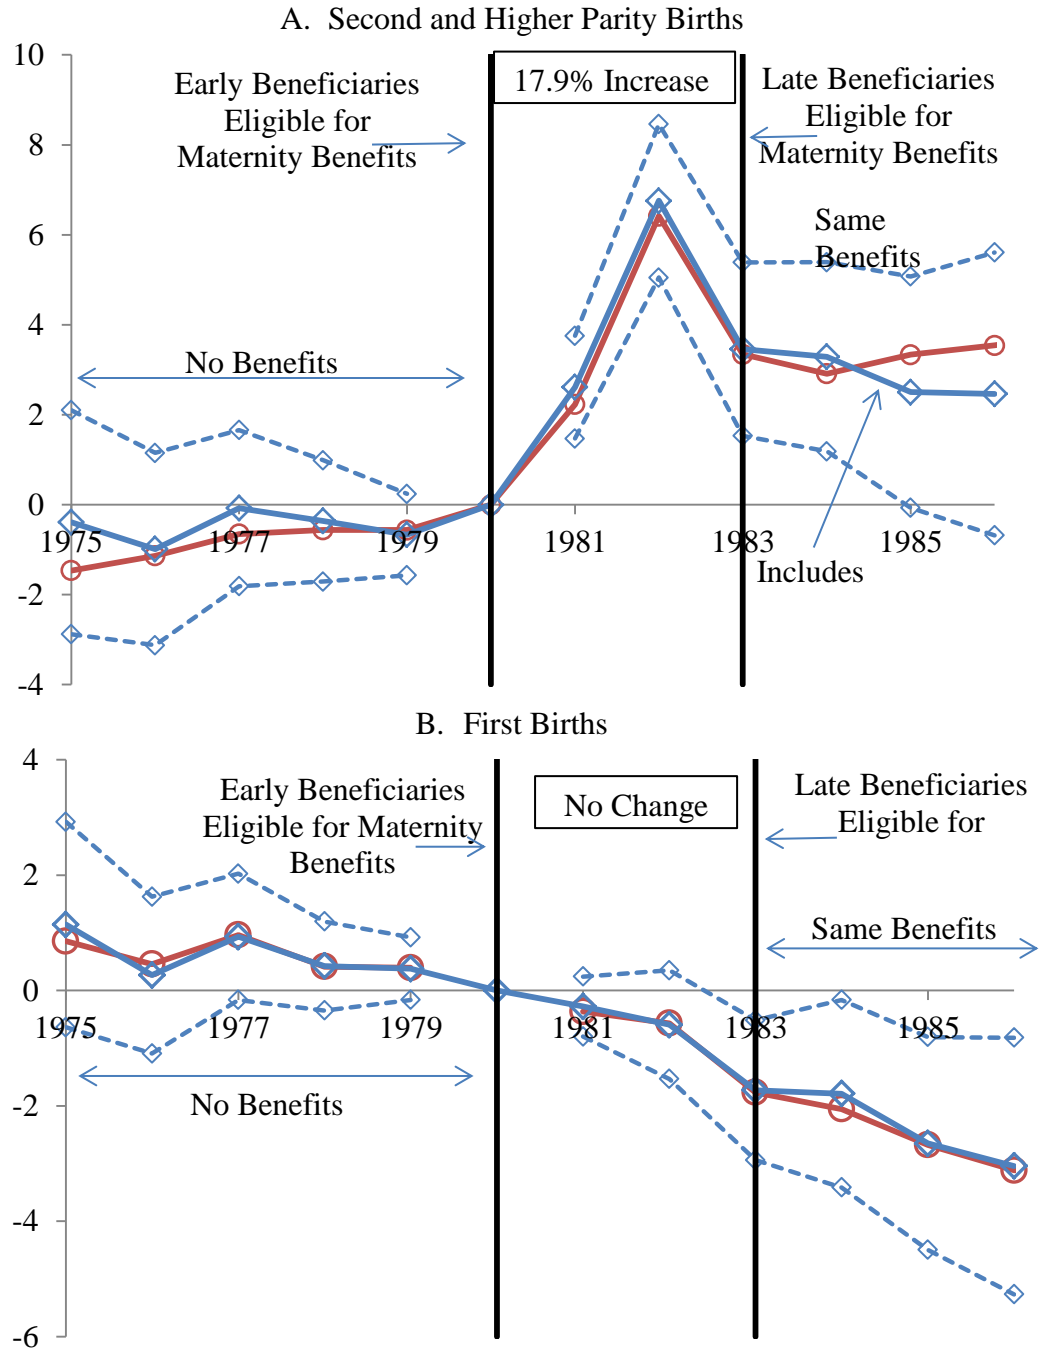 A. Second and Higher Parity Births
10
8
6
4
2
0
-2
-4
Early Beneficiaries
Eligible for
Maternity Benefits
17.9% Increase
Late Beneficiaries
Eligible for
Maternity Benefits
Same
Benefits
No Benefits
1975
1977
1979
1981
1983
1985
Includes
B. First Births
4
2
0
-2
-4
-6
Early Beneficiaries
Eligible for Maternity
Benefits
No Change
Late Beneficiaries
Eligible for
Same Benefits
1975
1977
1979
1981
1983
1985
No Benefits